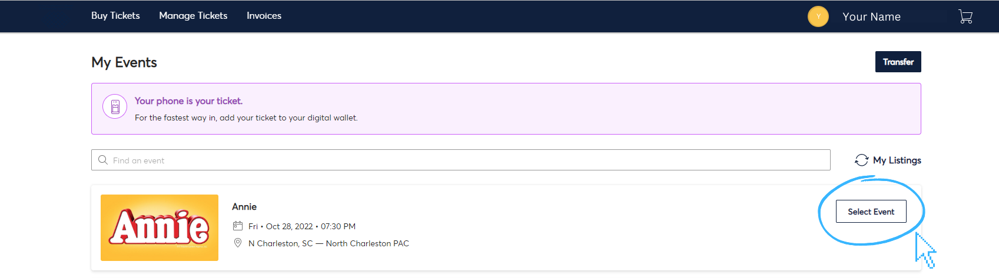 Buy Tickets Manage Tickets Invoices Y Your Name
My Events
Transfer
Your phone is your ticket.
For the fastest way in, add your ticket to your digital wallet.
Find an event
My Listings
Annie
Annie
Fri • Oct 28, 2022 • 07:30 PM
N Charleston, SC — North Charleston PAC
Select Event